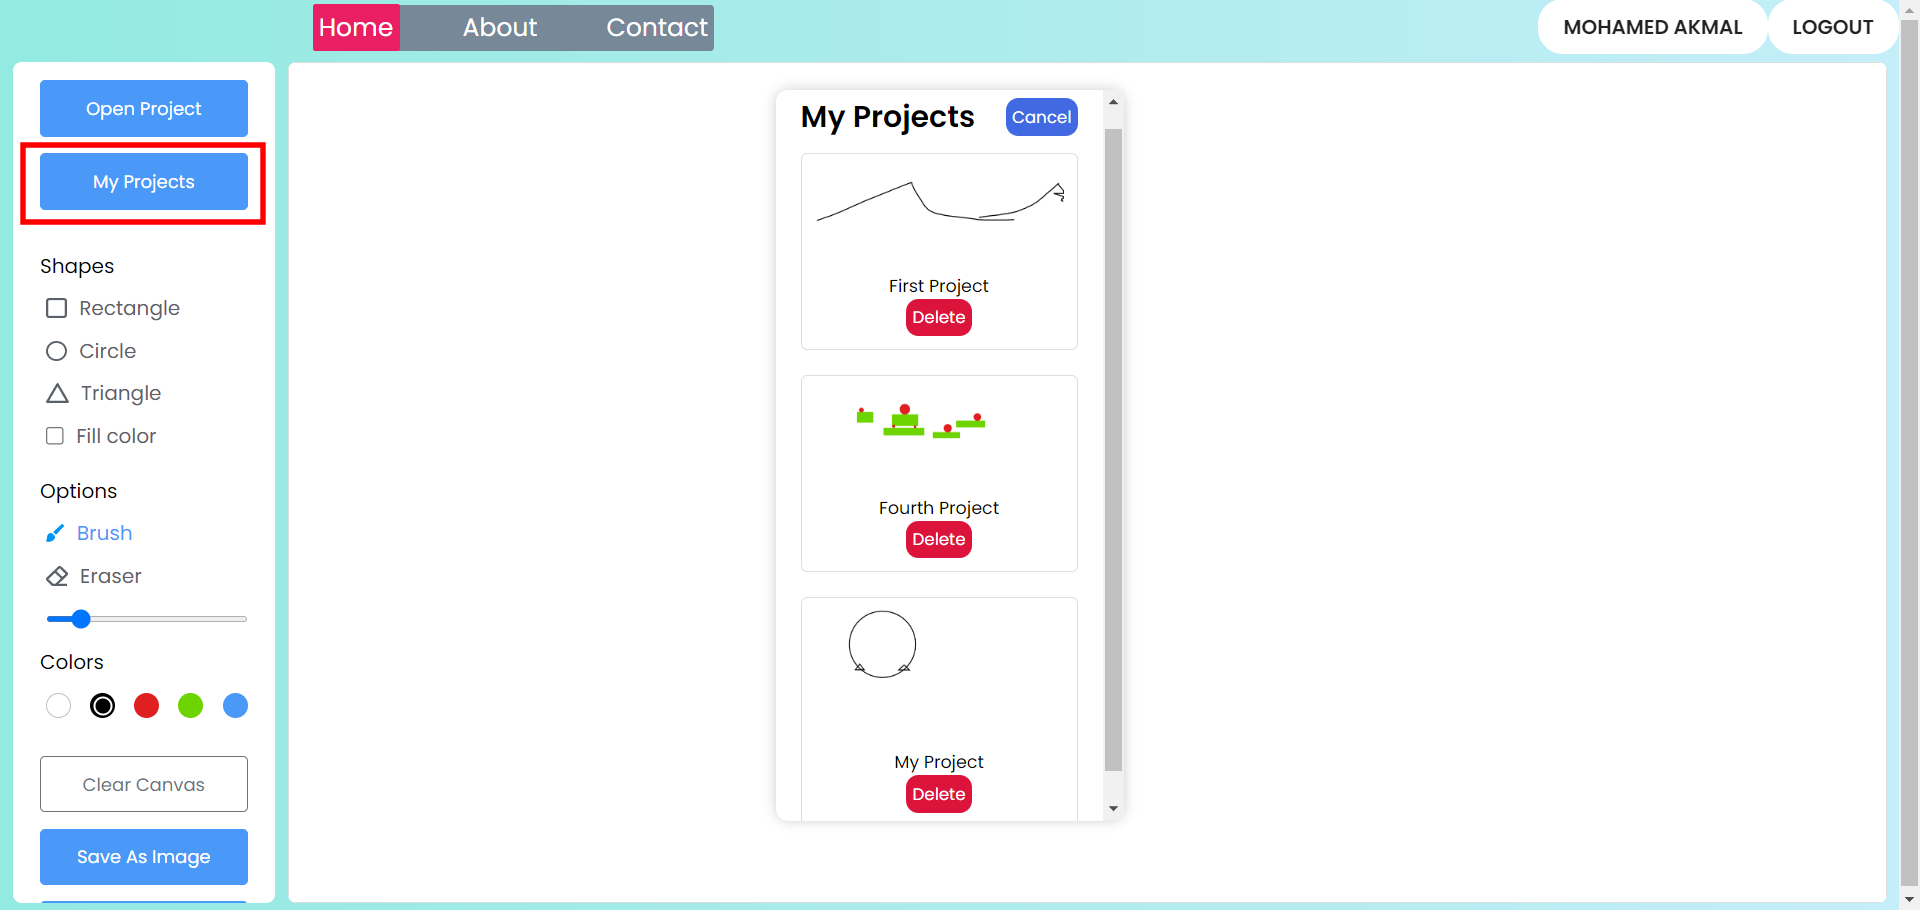 Home About Contact
MOHAMED AKMAL LOGOUT
Open Project
My Projects
Shapes
Rectangle
Circle
Triangle
Fill color
Options
Brush
Eraser
Colors
Clear Canvas
Save As Image
My Projects Cancel
First Project
Delete
Fourth Project
Delete
My Project
Delete